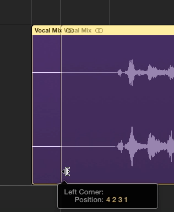 Vocal Mix Vocal Mix
Left Corner:
Position: 4 2 3 1